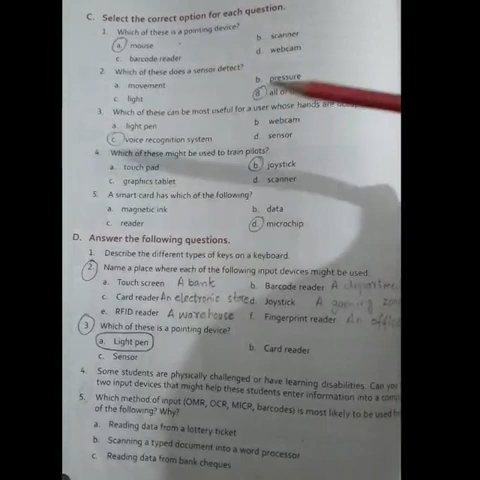 C. Select the correct option for each question.
1. Which of these is a pointing device?
a. mouse b. scanner
c. barcode reader d. webcam
2. Which of these does a sensor detect?
a. movement b. pressure
c. light d. all of
3. Which of these can be most useful for a user whose hands are
a. light pen b. webcam
c. voice recognition system d. sensor
4. Which of these might be used to train pilots?
a. touch pad b. joystick
c. graphics tablet d. scanner
5. A smart card has which of the following?
a. magnetic ink b. data
c. reader d. microchip
D. Answer the following questions.
1. Describe the different types of keys on a keyboard.
2. Name a place where each of the following input devices might be used.
a. Touch screen A bank b. Barcode reader A
c. Card reader An electronic store d. Joystick A gaming
e. RFID reader A warehouse f. Fingerprint reader An
3. Which of these is a pointing device?
a. Light pen b. Card reader
c. Sensor
4. Some students are physically challenged or have learning disabilities. Can you
two input devices that might help these students enter information into a
5. Which method of input (OMR, OCR, MICR, barcodes) is most likely to be used
of the following? Why?
a. Reading data from a lottery ticket
b. Scanning a typed document into a word processor
c. Reading data from bank cheques